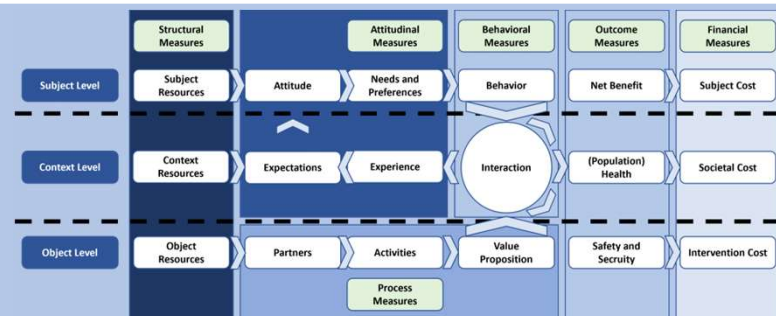 Structural
Measures
Attitudinal
Measures
Behavioral
Measures
Outcome
Measures
Financial
Measures
Subject Level
Subject
Resources
Attitude
Needs and
Preferences
Behavior
Net Benefit
Subject Cost
Context Level
Context
Resources
Expectations
Experience
Interaction
(Population)
Health
Societal Cost
Object Level
Object
Resources
Partners
Activities
Value
Proposition
Safety and
Secruity
Intervention Cost
Process
Measures